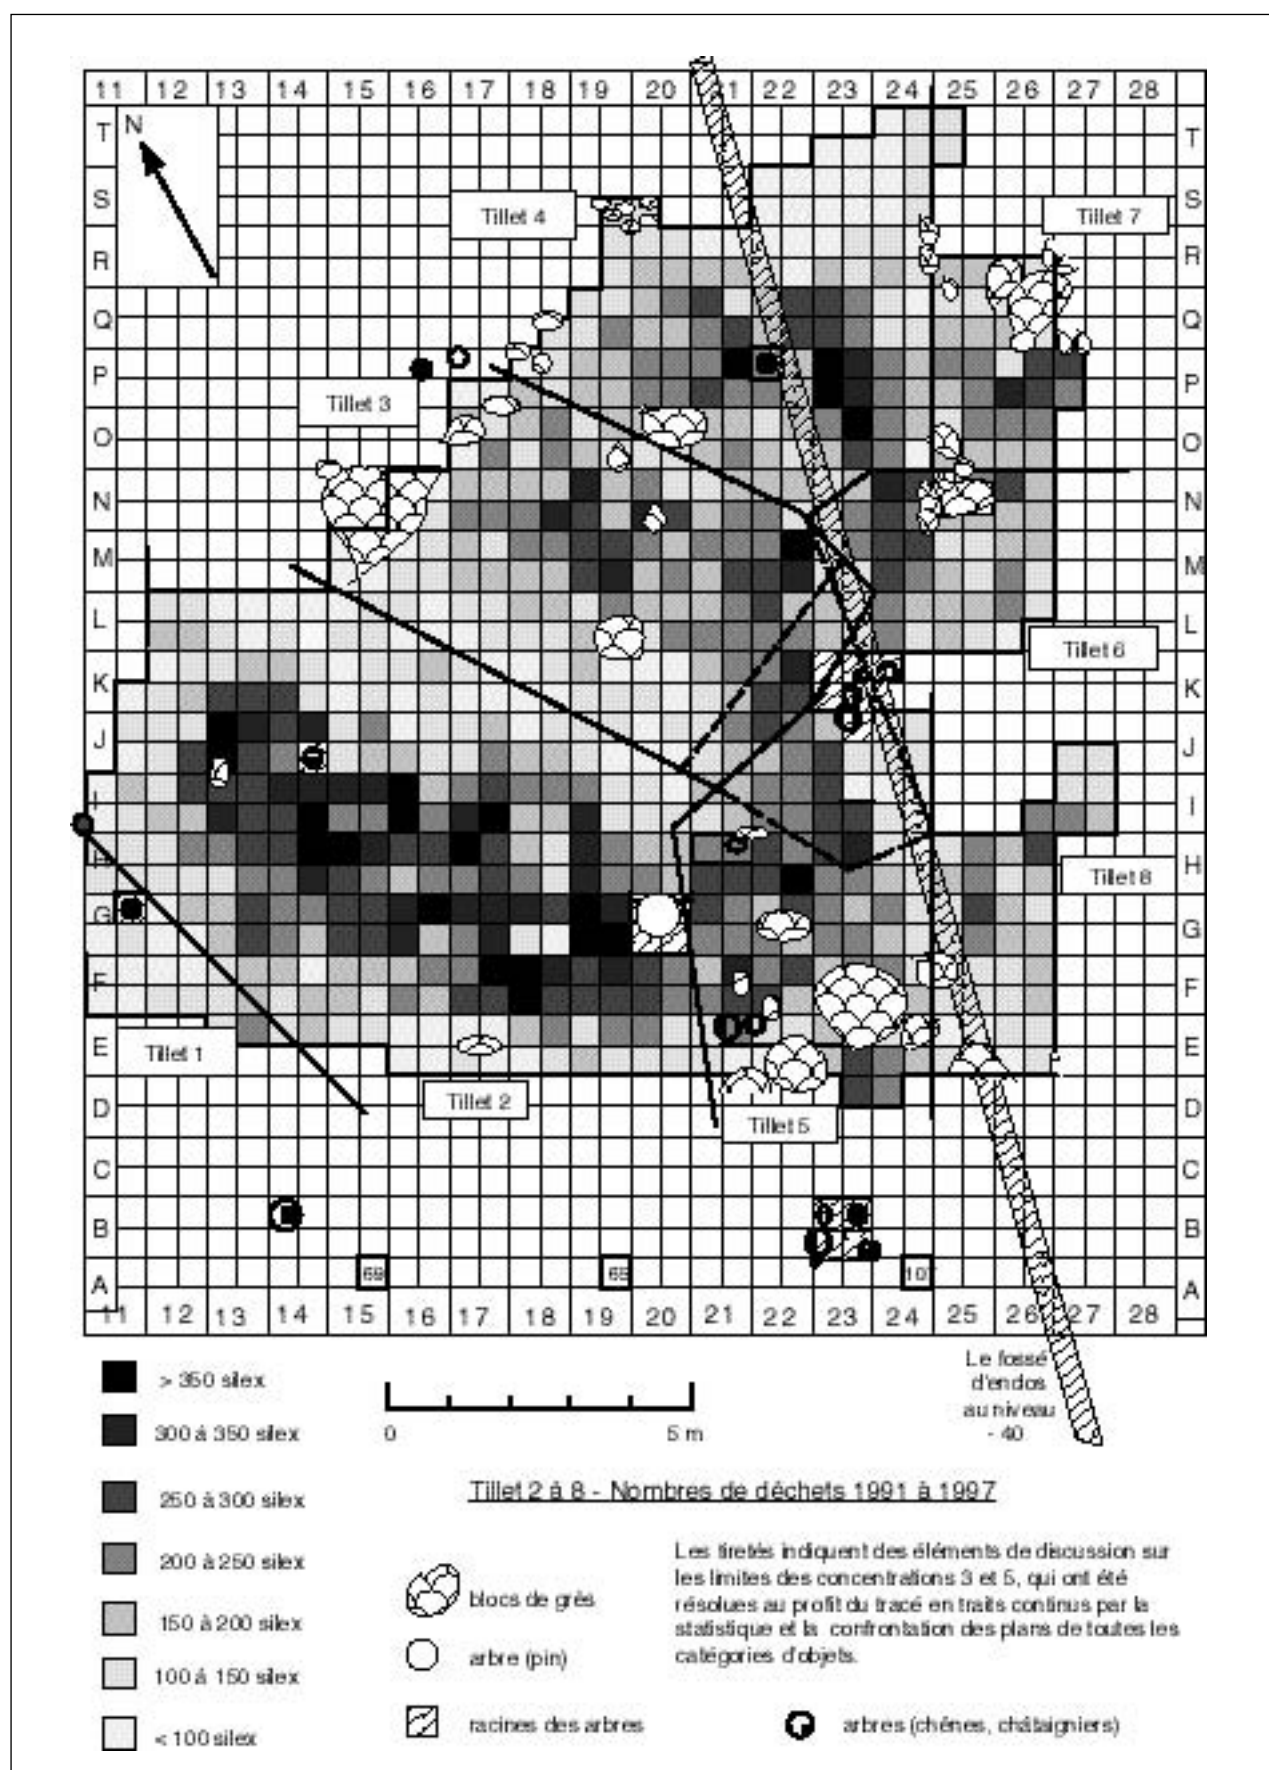 11 12 13 14 15 16 17 18 19 20 21 22 23 24 25 26 27 28
T N T
S Tillet 4 Tillet 7 S
R R
Q Q
P P
Tillet 3
O O
N N
M M
L L
Tillet 6
K K
J J
I I
H Tillet 8 H
G G
F F
E Tillet 1 E
D Tillet 2 Tillet 5 D
C C
B B
A 69 65 107 A
11 12 13 14 15 16 17 18 19 20 21 22 23 24 25 26 27 28
> 350 silex
300 à 350 silex
250 à 300 silex
200 à 250 silex
150 à 200 silex
100 à 150 silex
< 100 silex
0 5 m
Le fossé
d'endos
au niveau
- 40
Tillet 2 à 8 - Nombres de déchets 1991 à 1997
blocs de grès
arbre (pin)
racines des arbres
Les tiretés indiquent des éléments de discussion sur
les limites des concentrations 3 et 5, qui ont été
résolues au profit du tracé en traits continus par la
statistique et la confrontation des plans de toutes les
catégories d'objets.
arbres (chênes, châtaigniers)